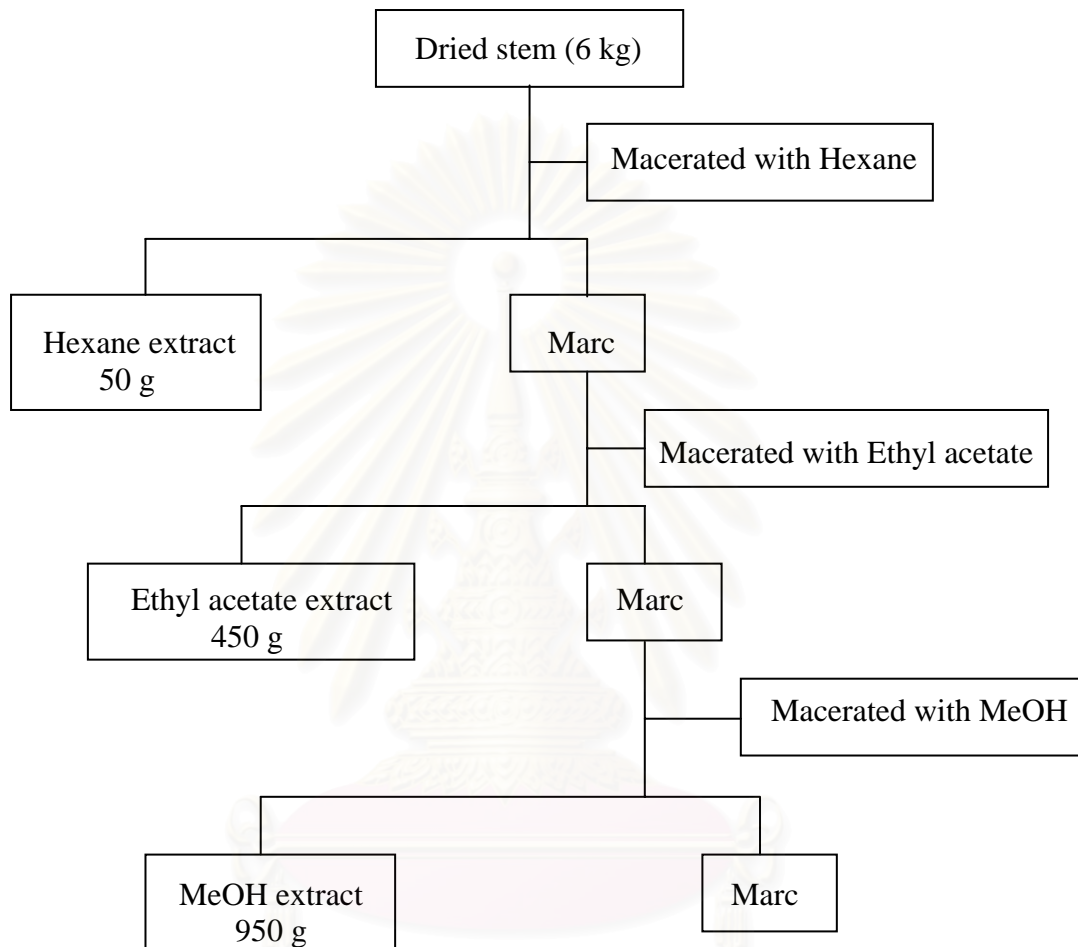 Dried stem (6 kg)
Macerated with Hexane
Hexane extract
50 g
Marc
Macerated with Ethyl acetate
Ethyl acetate extract
450 g
Marc
Macerated with MeOH
MeOH extract
950 g
Marc